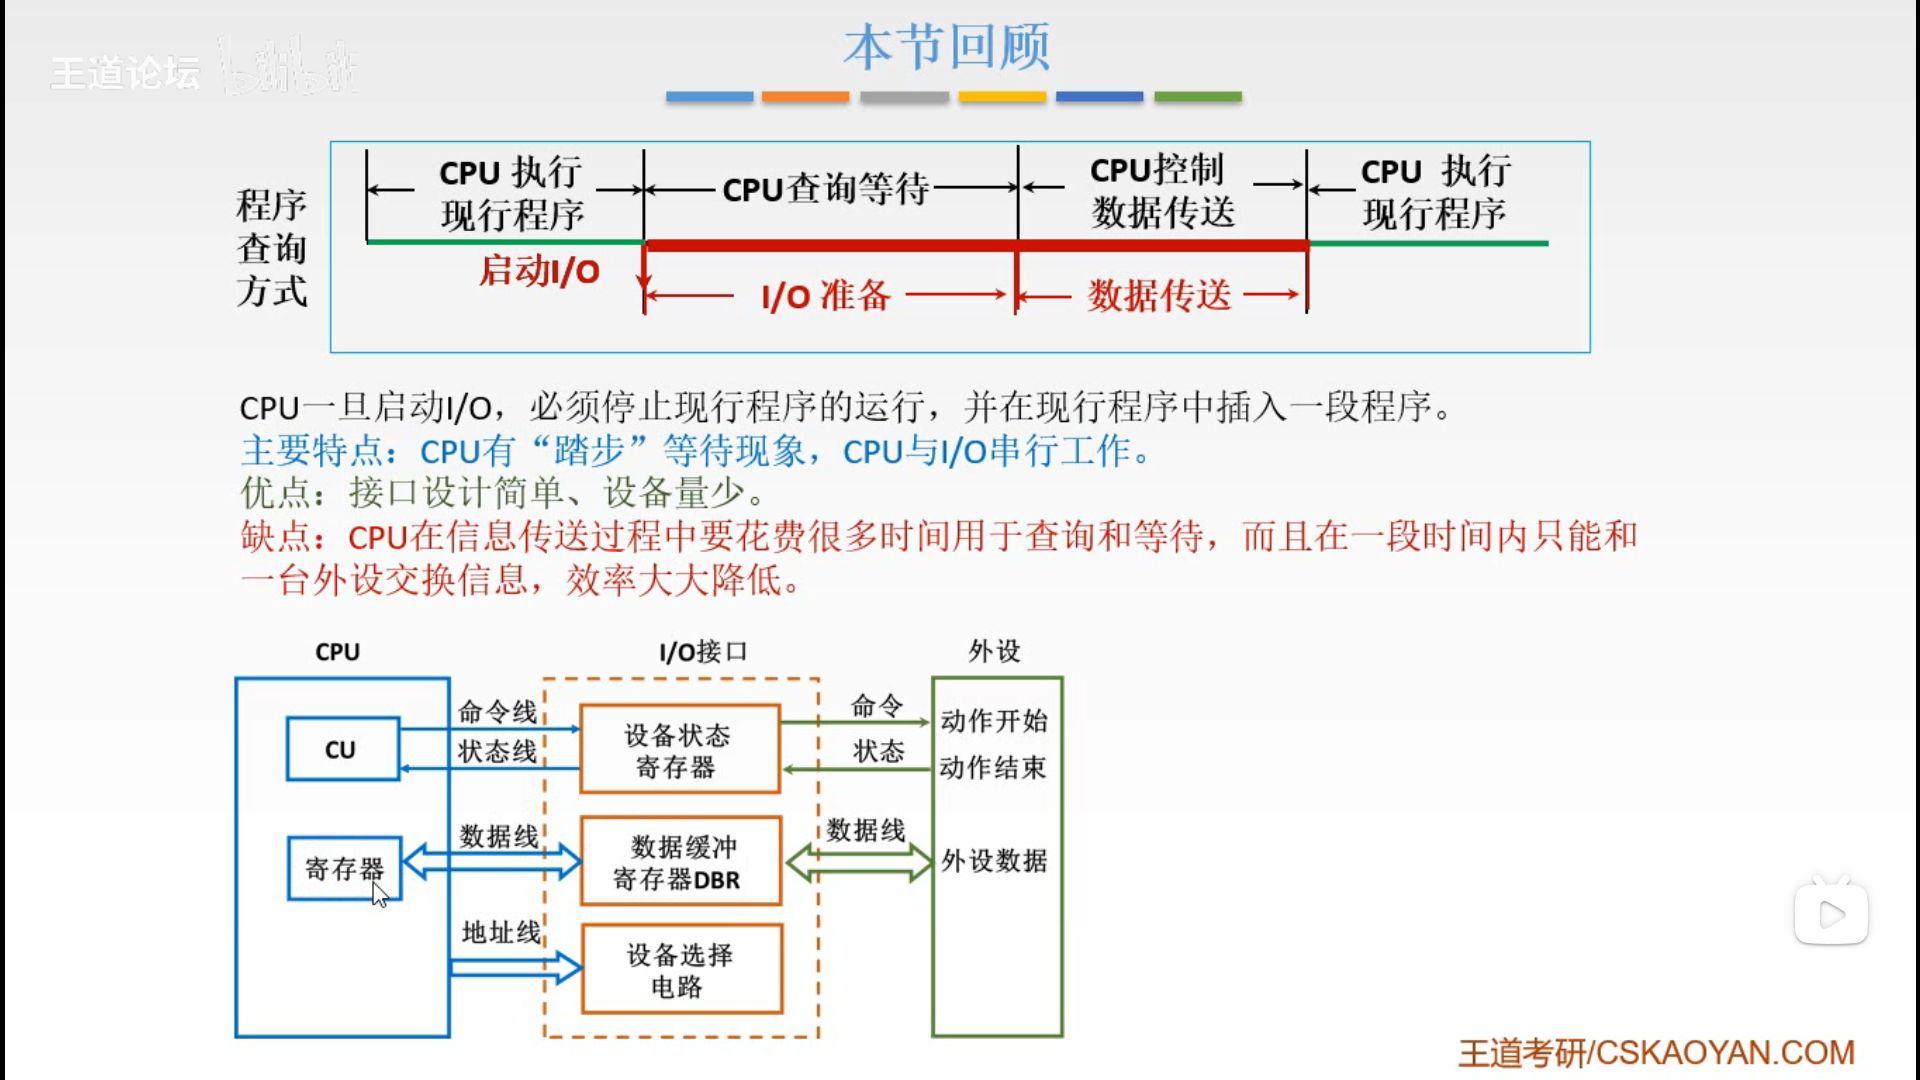 本节回顾
王道论坛 bilibili
程序
查询
方式
CPU 执行
现行程序
CPU查询等待
CPU控制
数据传送
CPU 执行
现行程序
启动I/O
I/O 准备
数据传送
CPU一旦启动I/O，必须停止现行程序的运行，并在现行程序中插入一段程序。
主要特点：CPU有“踏步”等待现象，CPU与I/O串行工作。
优点：接口设计简单、设备量少。
缺点：CPU在信息传送过程中要花费很多时间用于查询和等待，而且在一段时间内只能和
一台外设交换信息，效率大大降低。
CPU
I/O接口
外设
CU
命令线
状态线
设备状态
寄存器
命令
状态
动作开始
动作结束
寄存器
数据线
数据缓冲
寄存器DBR
数据线
外设数据
地址线
设备选择
电路
王道考研/CSKAOYAN.COM